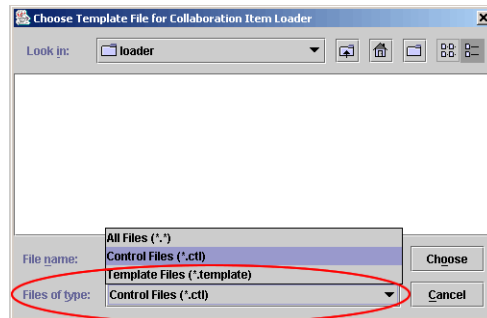 Choose Template File for Collaboration Item Loader
Look in: loader
All Files (*.*)
File name: Control Files (*.ctl) Choose
Template Files (*.template)
Files of type: Control Files (*.ctl) Cancel